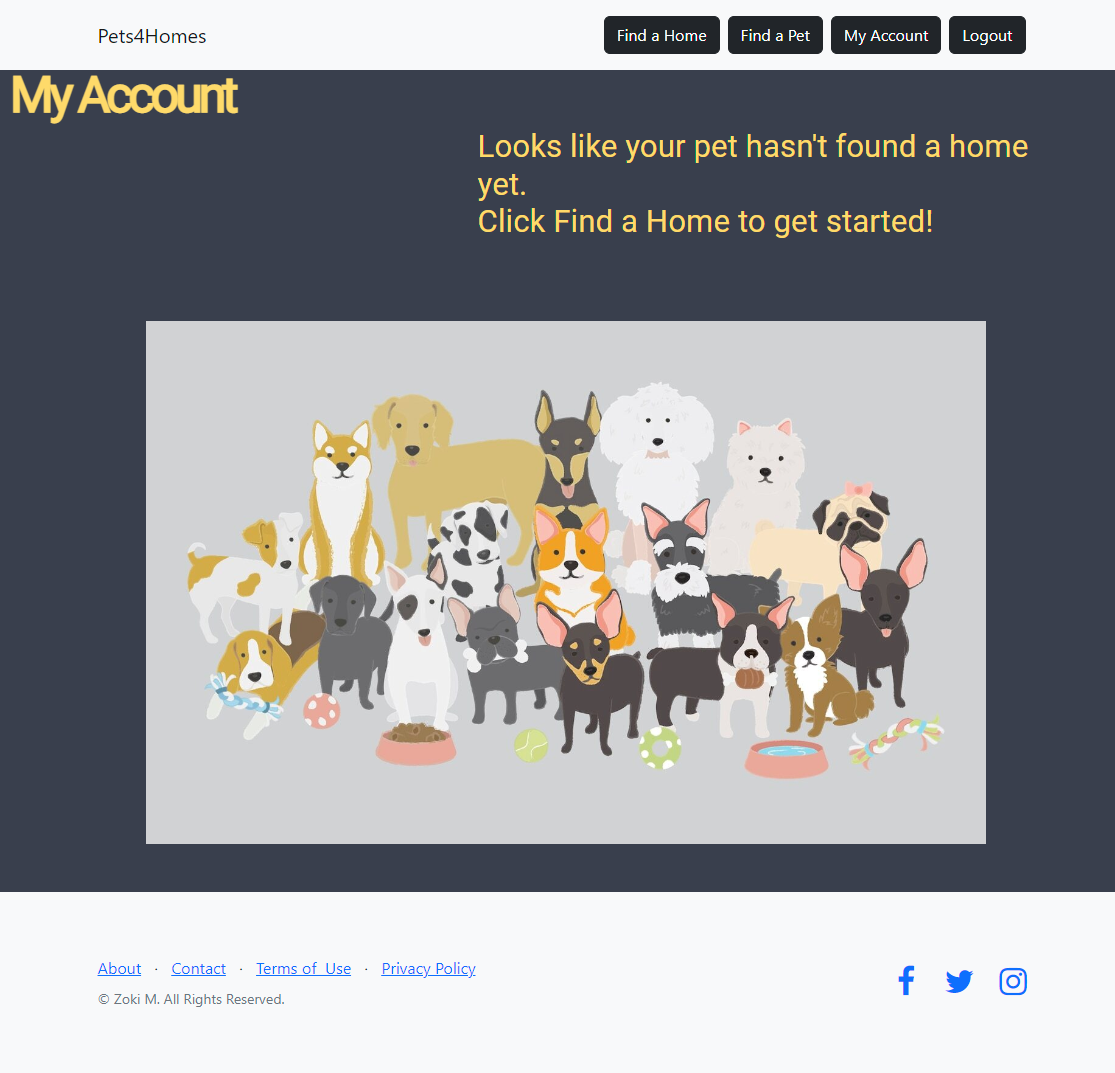 Pets4Homes
Find a Home
Find a Pet
My Account
Logout
My Account
Looks like your pet hasn't found a home
yet.
Click Find a Home to get started!
About · Contact · Terms of Use · Privacy Policy
© Zoki M. All Rights Reserved.